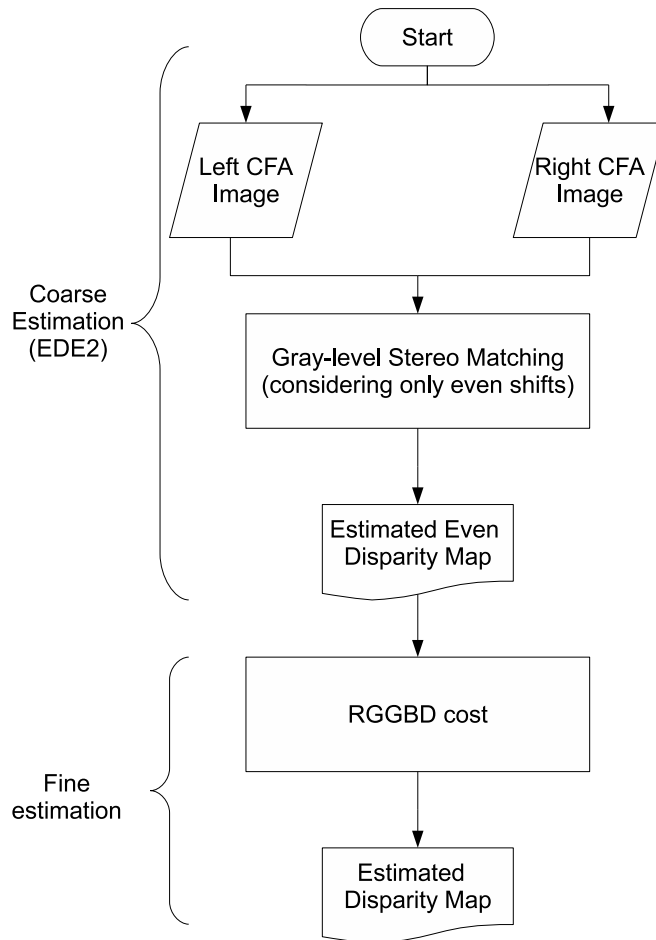 Start
Left CFA
Image
Right CFA
Image
Coarse
Estimation
(EDE2)
Gray-level Stereo Matching
(considering only even shifts)
Estimated Even
Disparity Map
RGGBD cost
Fine
estimation
Estimated
Disparity Map